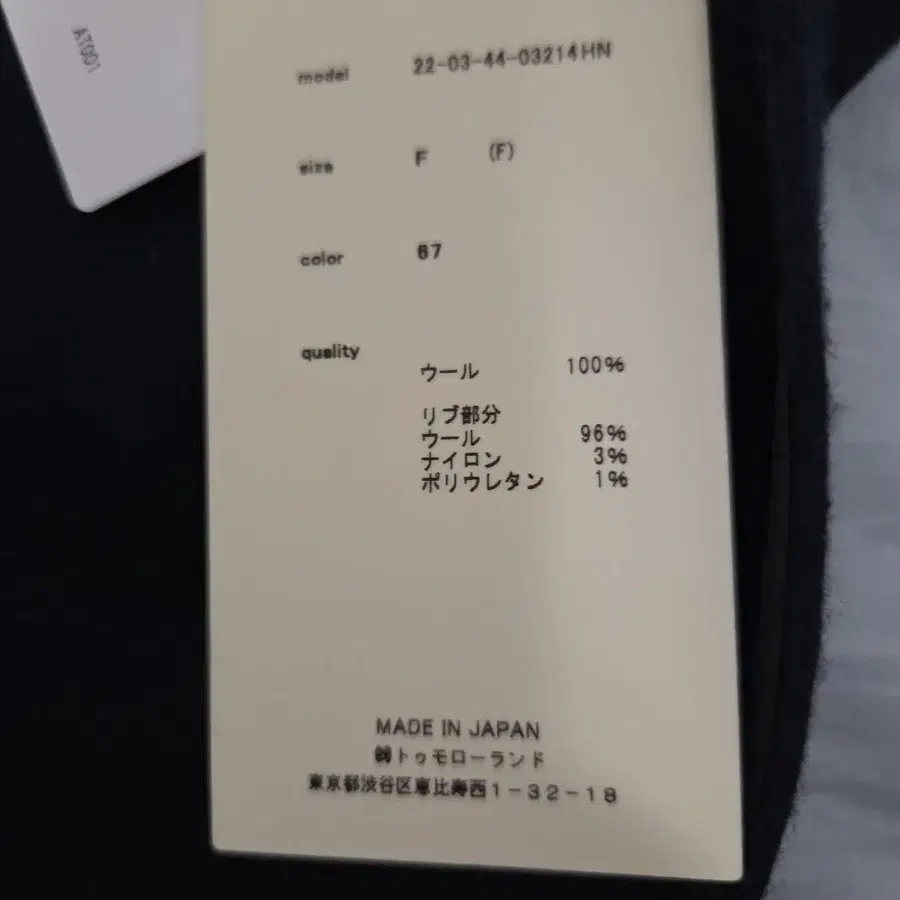 AT001
model 22-03-44-03214HN
size F (F)
color 67
quality
ウール 100%
リブ部分
ウール 96%
ナイロン 3%
ポリウレタン 1%
MADE IN JAPAN
㈱トゥモローランド
東京都渋谷区恵比寿西1-32-18